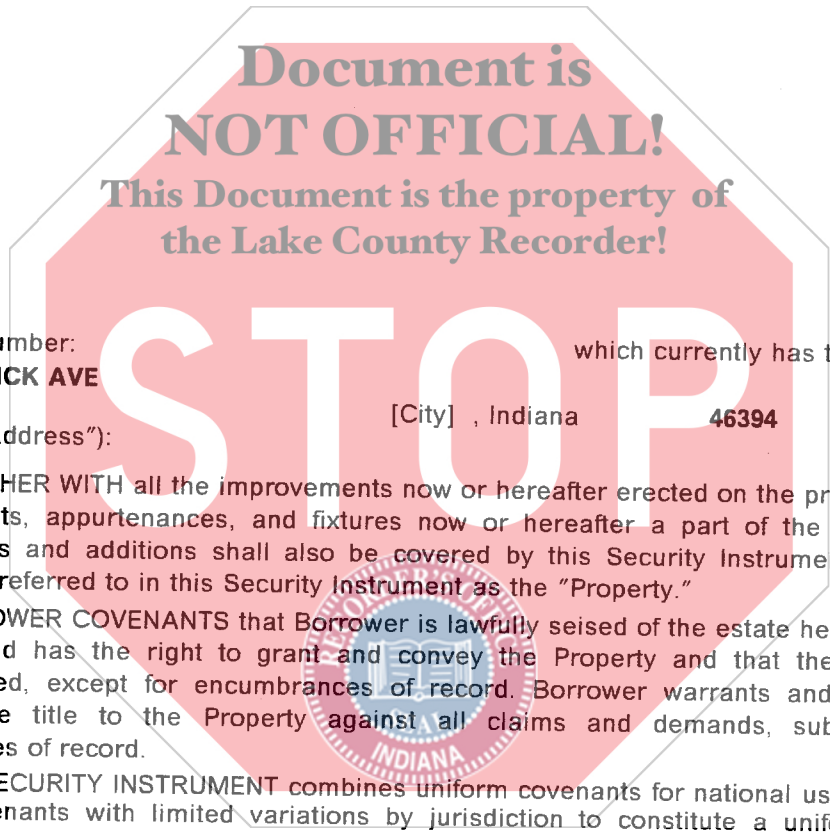 Document is
NOT OFFICIAL!
This Document is the property of
the Lake County Recorder!
STOP
umber:
which currently has t
ICK AVE
[City] , Indiana 46394
ddress"):
HER WITH all the improvements now or hereafter erected on the pr
ts, appurtenances, and fixtures now or hereafter a part of the
s and additions shall also be covered by this Security Instrume
referred to in this Security Instrument as the "Property."
OWER COVENANTS that Borrower is lawfully seised of the estate he
d has the right to grant and convey the Property and that the
ed, except for encumbrances of record. Borrower warrants and
e title to the Property against all claims and demands, sub
es of record.
ECURITY INSTRUMENT combines uniform covenants for national us
enants with limited variations by jurisdiction to constitute a unif
RECORDER'S OFFICE
INDIANA